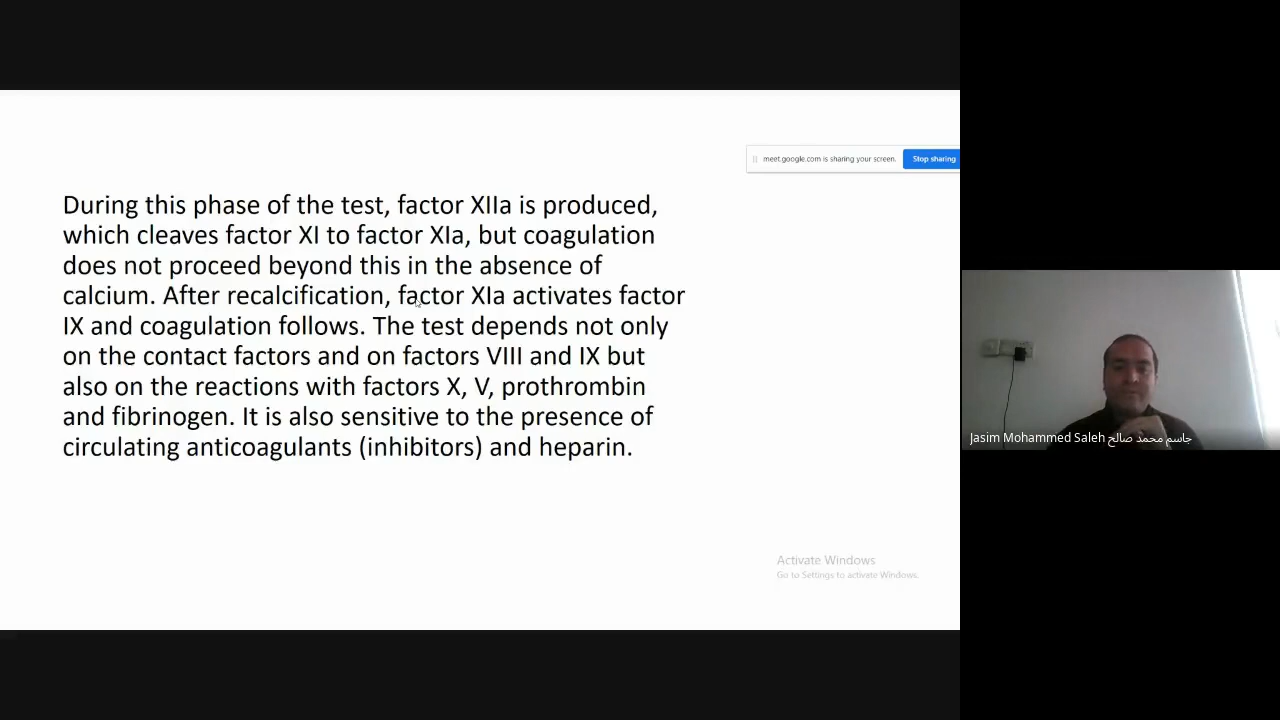 meet.google.com is sharing your screen.
Stop sharing
During this phase of the test, factor XIIa is produced,
which cleaves factor XI to factor XIa, but coagulation
does not proceed beyond this in the absence of
calcium. After recalcification, factor XIa activates factor
IX and coagulation follows. The test depends not only
on the contact factors and on factors VIII and IX but
also on the reactions with factors X, V, prothrombin
and fibrinogen. It is also sensitive to the presence of
circulating anticoagulants (inhibitors) and heparin.
Jasim Mohammed Saleh جاسم محمد صالح
Activate Windows
Go to Settings to activate Windows.